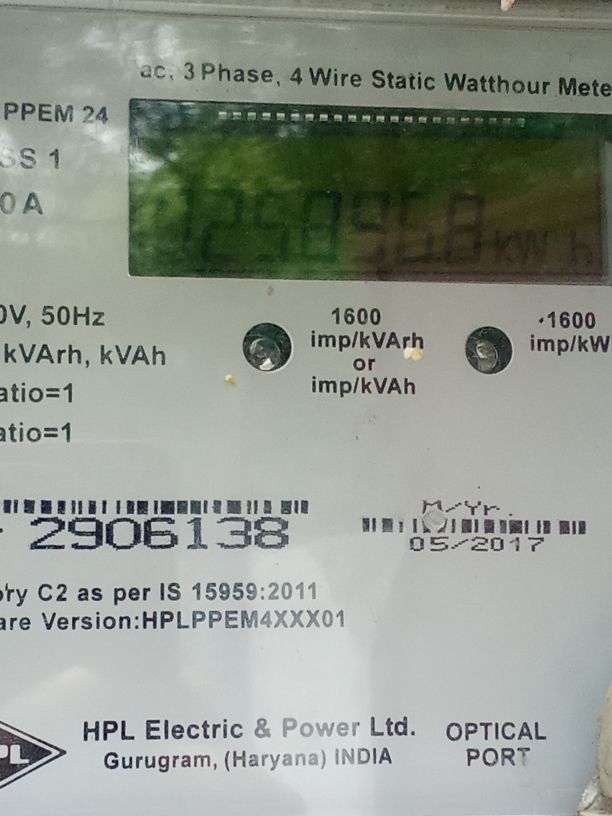 ac, 3 Phase, 4 Wire Static Watthour Mete
PPEM 24
SS 1
0 A
kW h
0V, 50Hz
kVArh, kVAh
atio=1
atio=1
1600
imp/kVArh
or
imp/kVAh
1600
imp/kW
2906138
M/Yr.
05/2017
ory C2 as per IS 15959:2011
are Version:HPLPPEM4XXX01
PL
HPL Electric & Power Ltd.
Gurugram, (Haryana) INDIA
OPTICAL
PORT